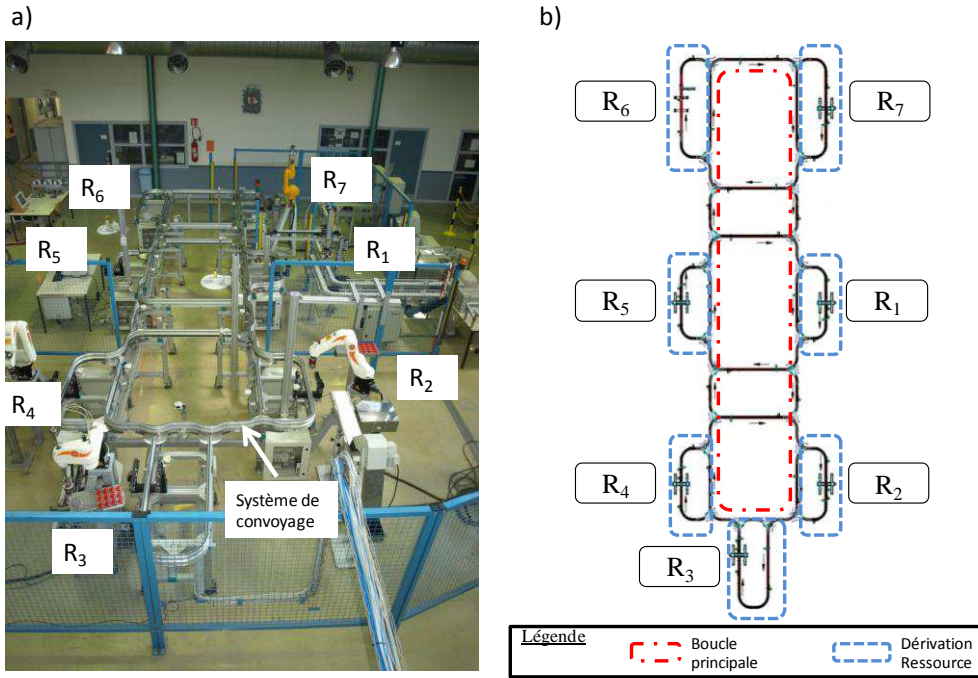 a)
b)
R6
R7
R5
R1
R2
R4
R3
Système de
convoyage
R6
R7
R5
R1
R4
R2
R3
Légende
Boucle
principale
Dérivation
Ressource